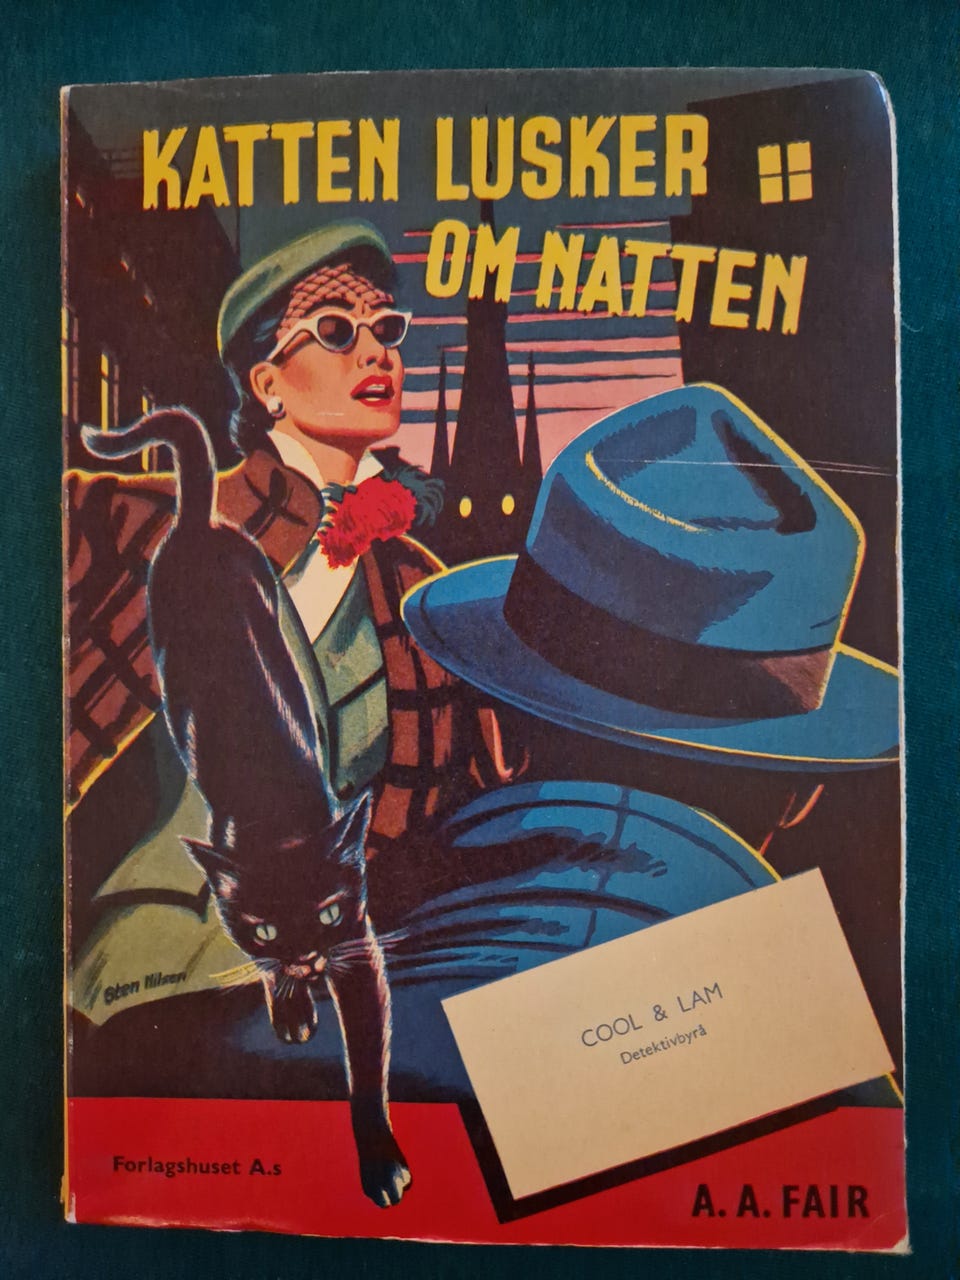 KATTEN LUSKER
OM NATTEN
Sten Nilsen
COOL & LAM
Detektivbyrå
Forlagshuset A.s
A. A. FAIR